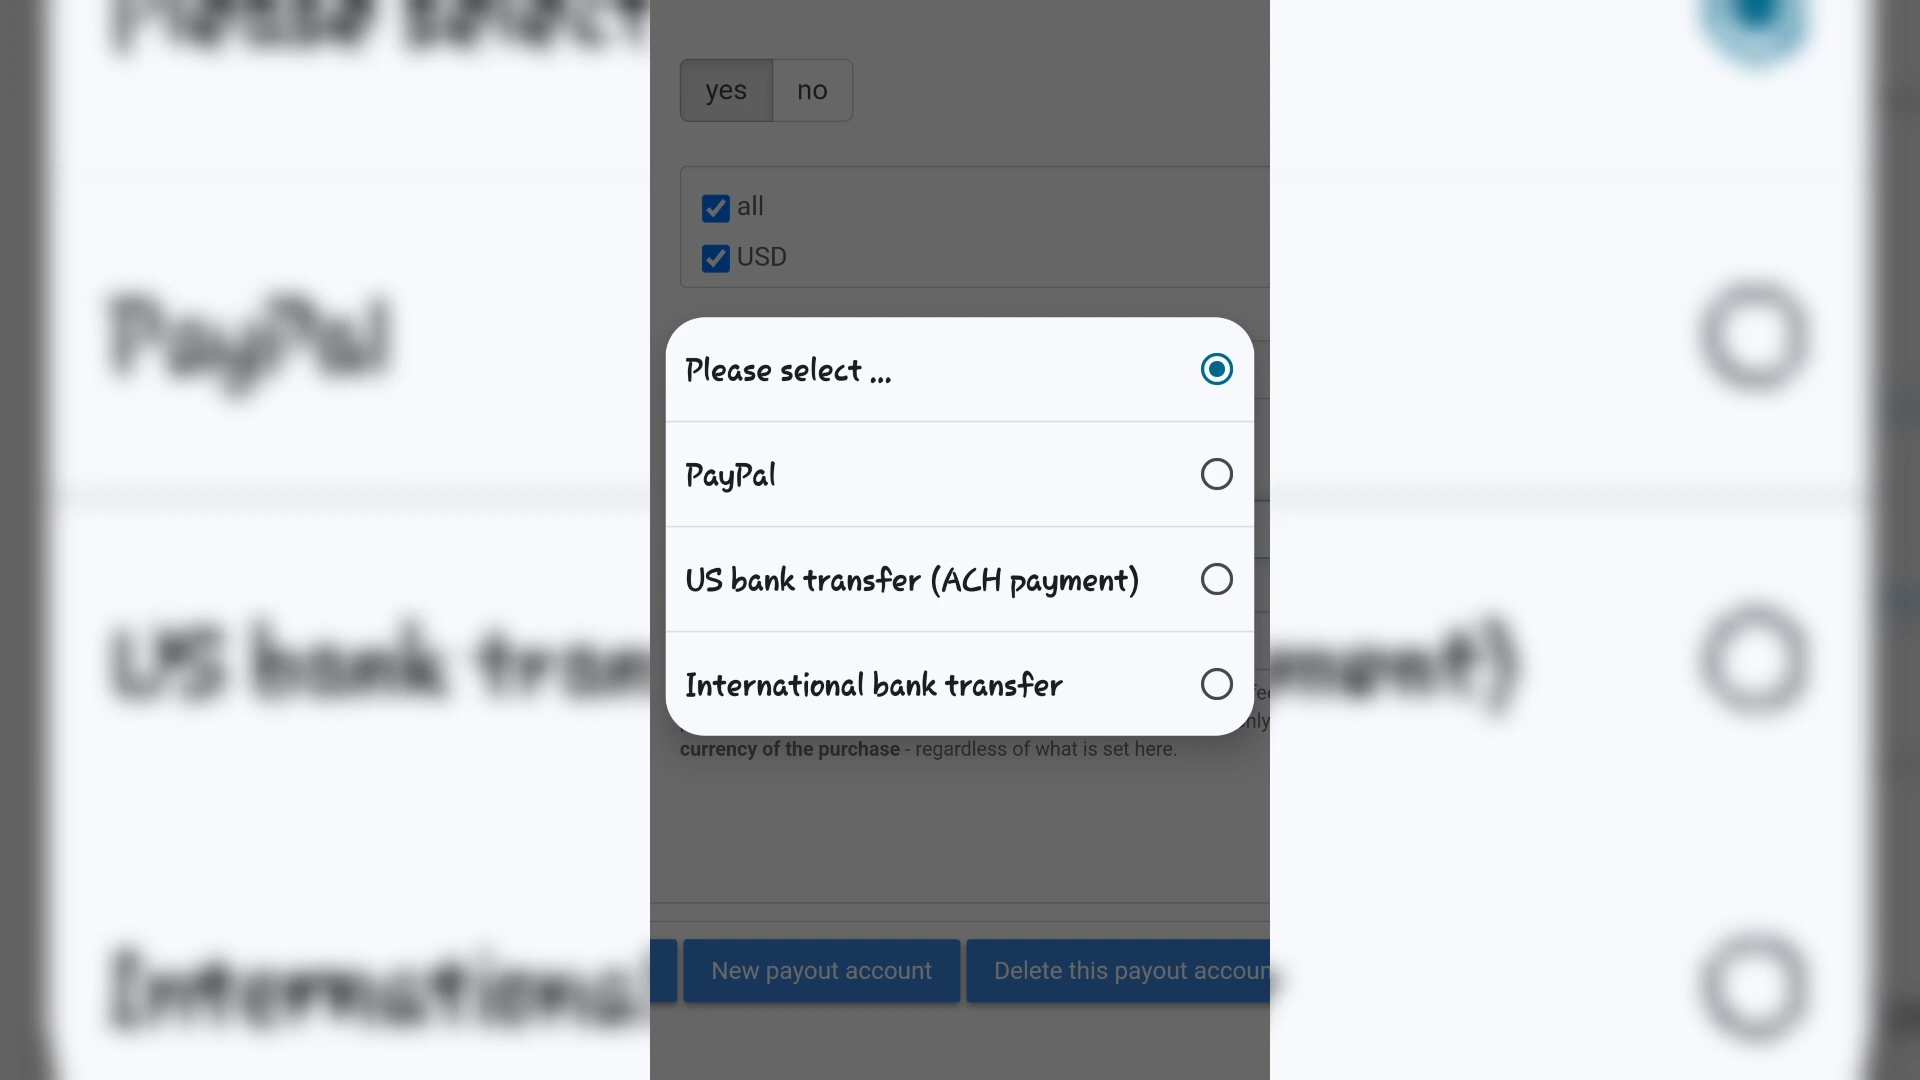 yes no
all
USD
Please select ...
PayPal
US bank transfer (ACH payment)
International bank transfer
currency of the purchase - regardless of what is set here.
New payout account Delete this payout accoun